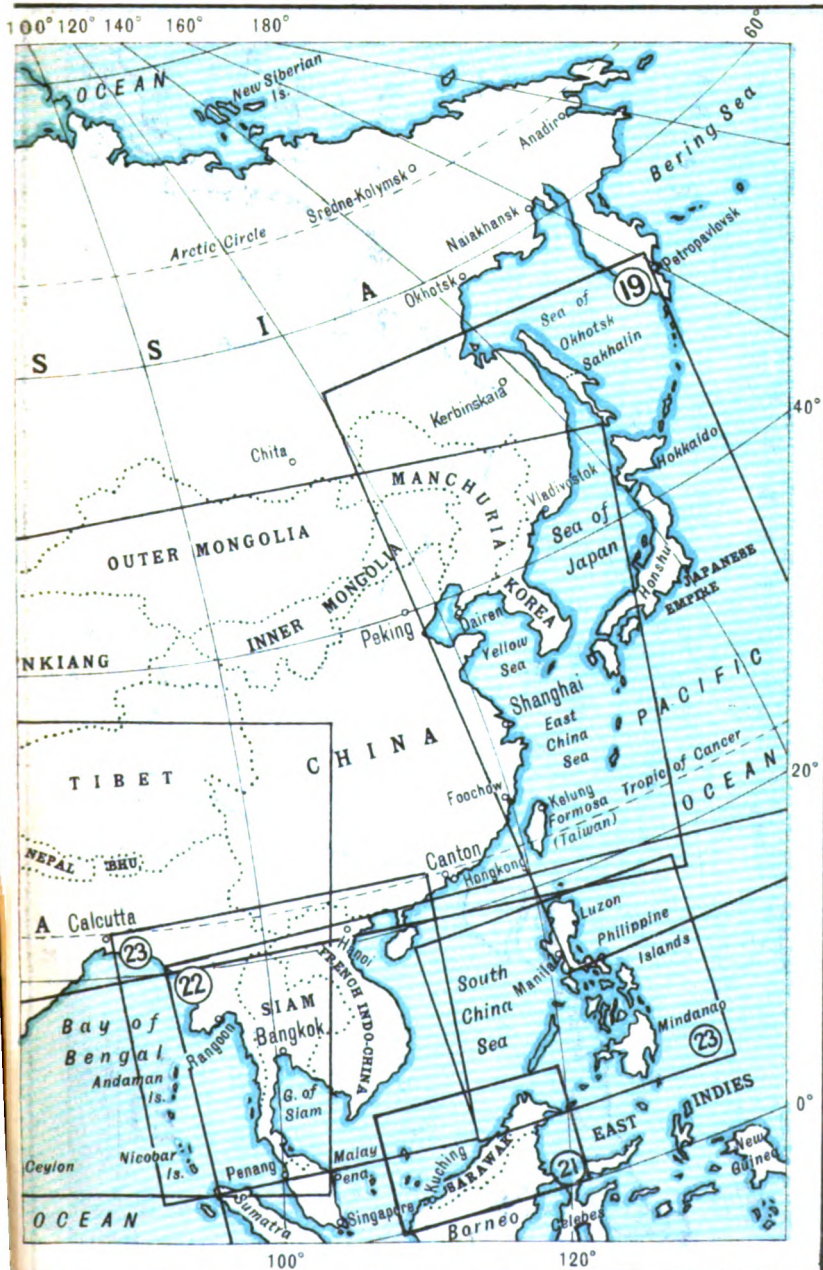 100° 120° 140° 160° 180°
60°
OCEAN
New Siberian
Is.
Anadir
Bering Sea
Sredne-Kolymsk
Arctic Circle
Naiakhansk
Petropavlovsk
Okhotsk
19
SSIA
Sea of
Okhotsk
Sakhalin
Kerbinskaia
40°
Chita
Hokkaido
MANCHURIA
Vladivostok
OUTER MONGOLIA
Sea of
Japan
Honshu
JAPANESE
EMPIRE
INNER MONGOLIA
KOREA
Peking
Dairen
NKIANG
Yellow
Sea
Shanghai
PACIFIC
East
China
Sea
CHINA
TIBET
Foochow
Kelung
Tropic of Cancer
Formosa
(Taiwan)
OCEAN
20°
NEPAL
BHU.
Canton
Hongkong
A
Calcutta
23
Hanoi
Luzon
Philippine
Islands
22
FRENCH INDO-CHINA
South
China
Sea
Manila
SIAM
Bay of
Bengal
Rangoon
Bangkok
Mindanao
23
Andaman
Is.
G. of
Siam
EAST INDIES
0°
Ceylon
Nicobar
Is.
Penang
Malay
Pena
Kuching
SARAWAK
21
New
Guinea
OCEAN
Sumatra
Singapore
Borneo
Celebes
100°
120°